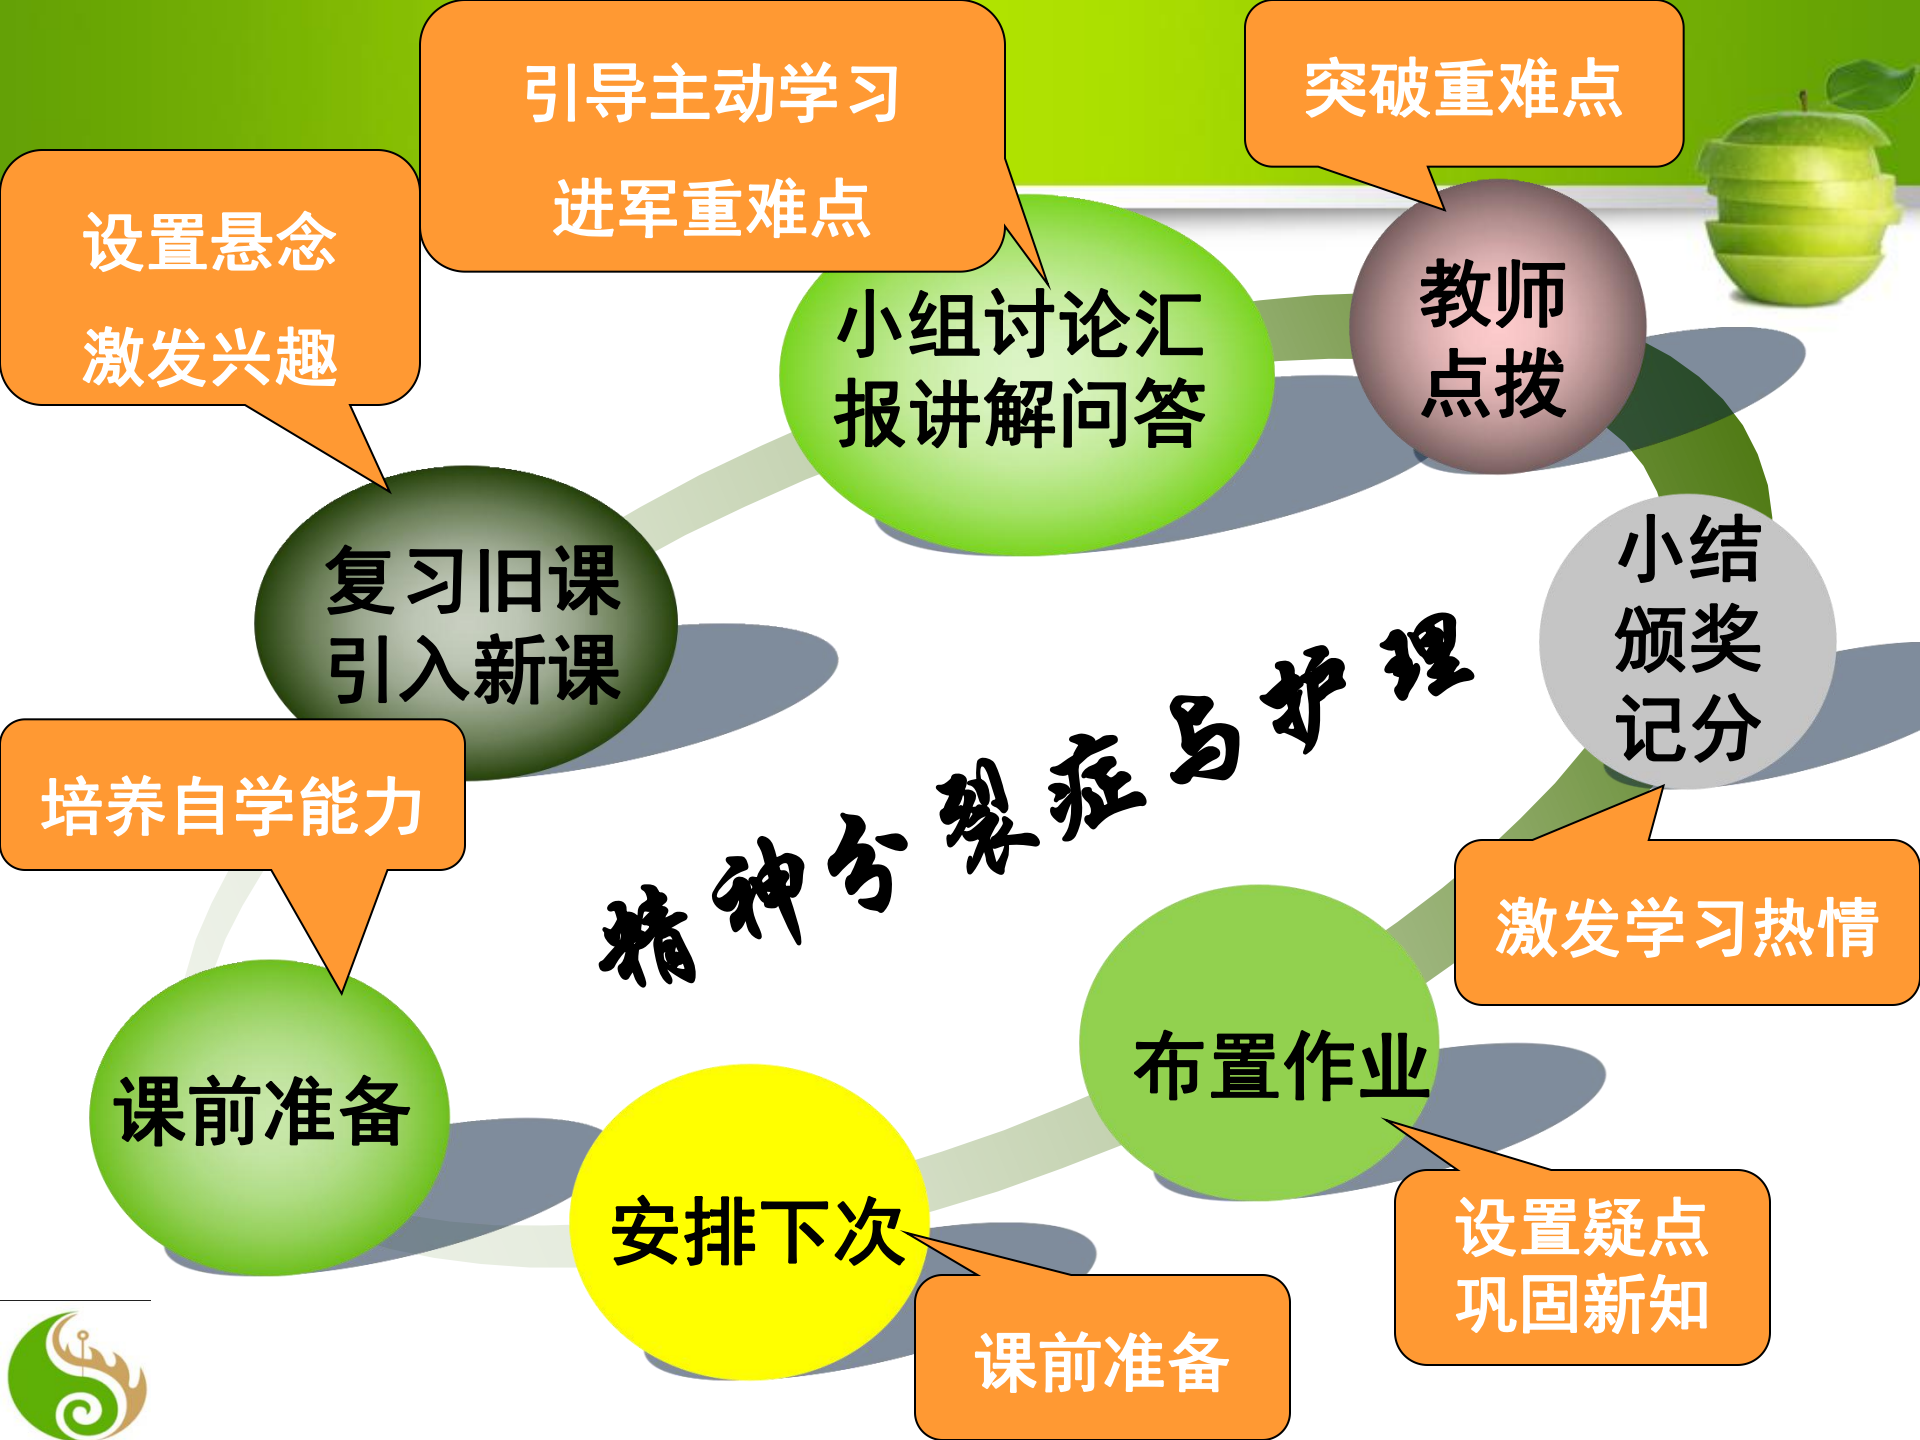 引导主动学习
进军重难点
突破重难点
设置悬念
激发兴趣
小组讨论汇
报讲解问答
教师
点拨
复习旧课
引入新课
小结
颁奖
记分
精神分裂症与护理
培养自学能力
激发学习热情
课前准备
布置作业
安排下次
设置疑点
巩固新知
课前准备